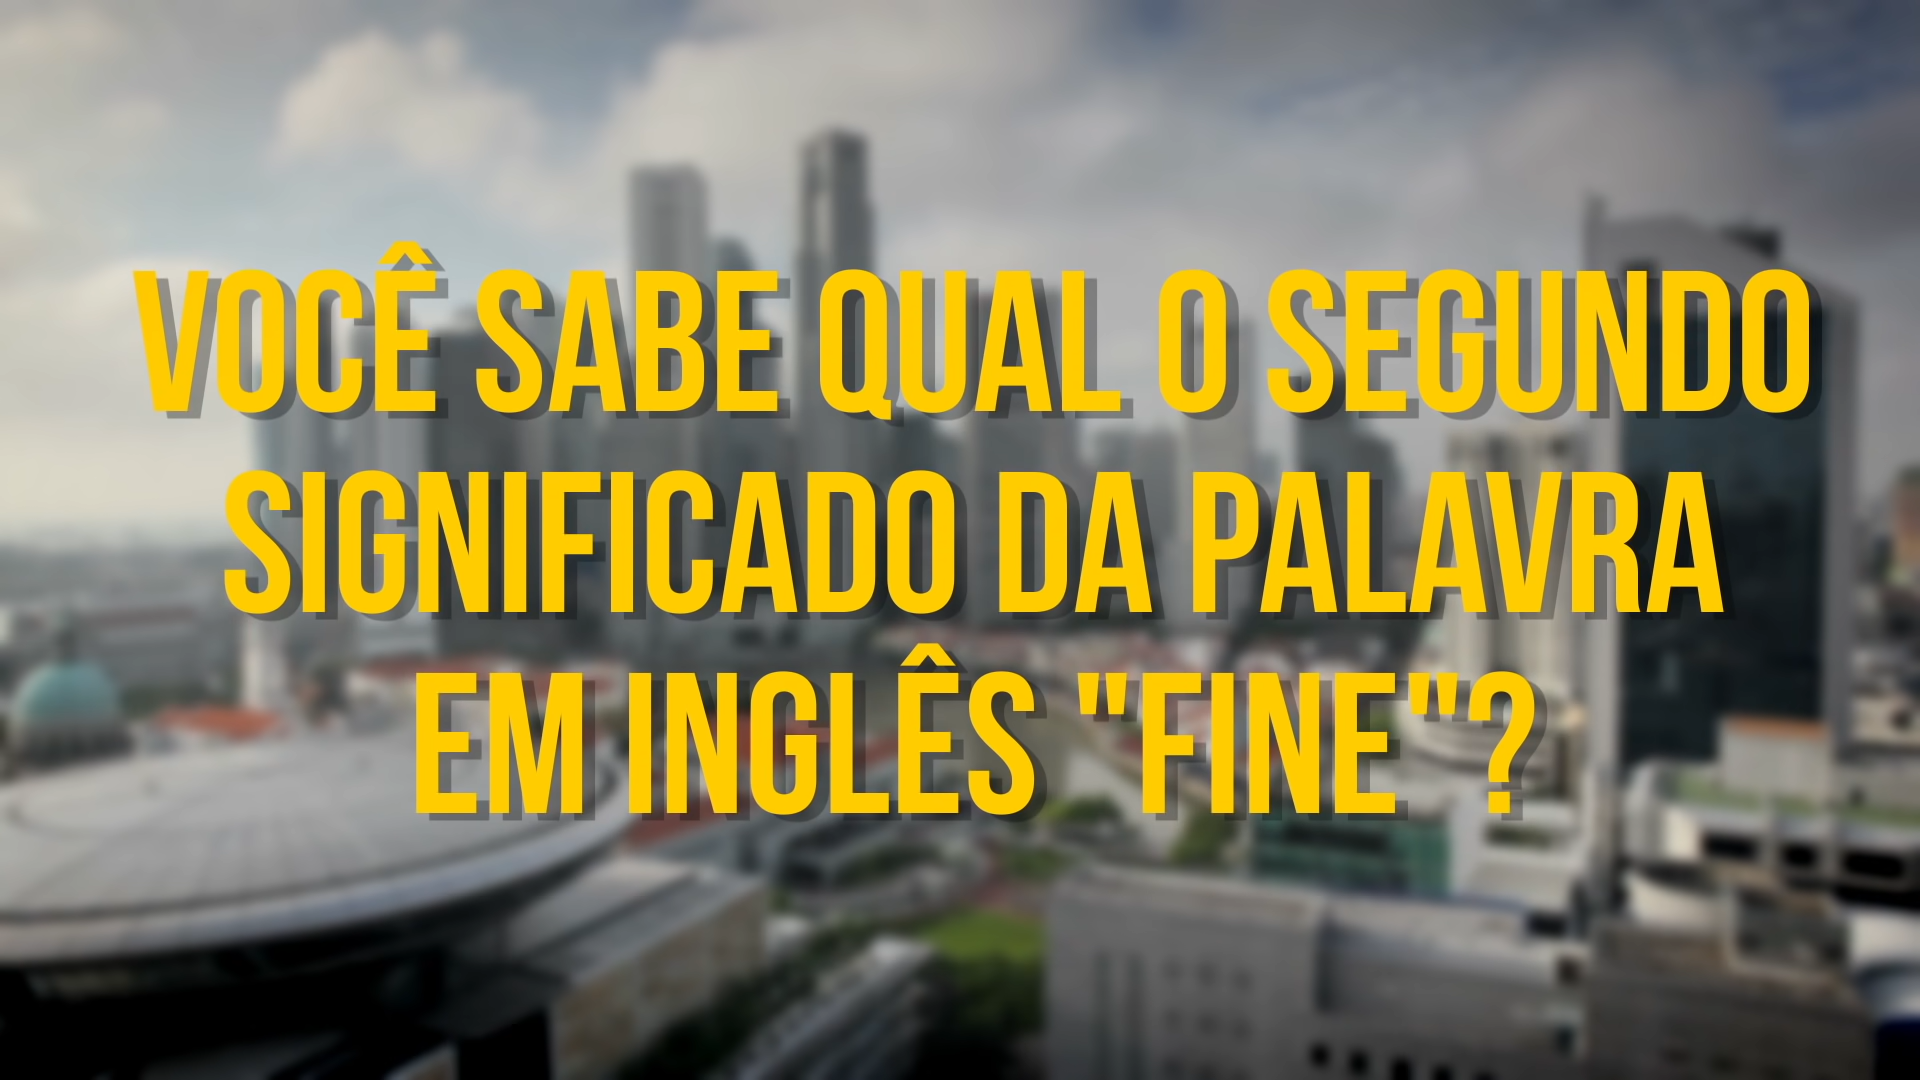 VOCÊ SABE QUAL O SEGUNDO
SIGNIFICADO DA PALAVRA
EM INGLÊS "FINE"?